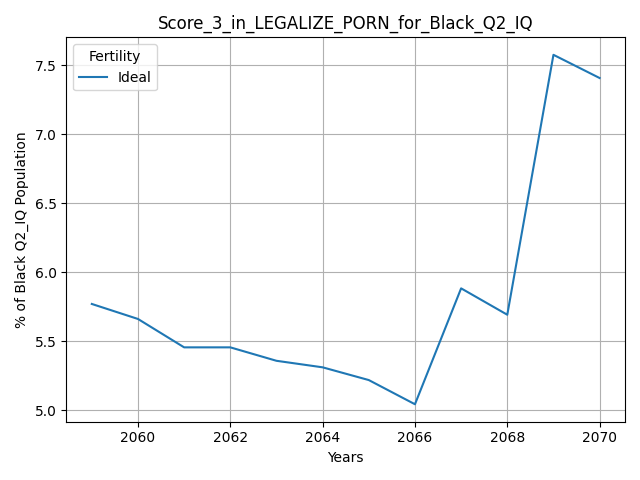 Score_3_in_LEGALIZE_PORN_for_Black_Q2_IQ
Fertility
Ideal
% of Black Q2_IQ Population
7.5
7.0
6.5
6.0
5.5
5.0
2060 2062 2064 2066 2068 2070
Years